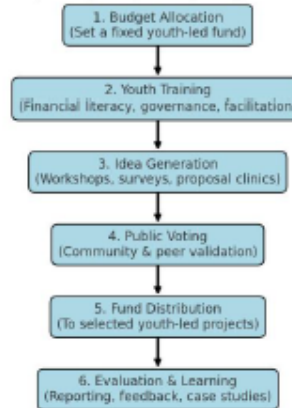 1. Budget Allocation
(Set a fixed youth-led fund)
2. Youth Training
(Financial literacy, governance, facilitation
3. Idea Generation
(Workshops, surveys, proposal clinics)
4. Public Voting
(Community & peer validation)
5. Fund Distribution
(To selected youth-led projects)
6. Evaluation & Learning
(Reporting, feedback, case studies)